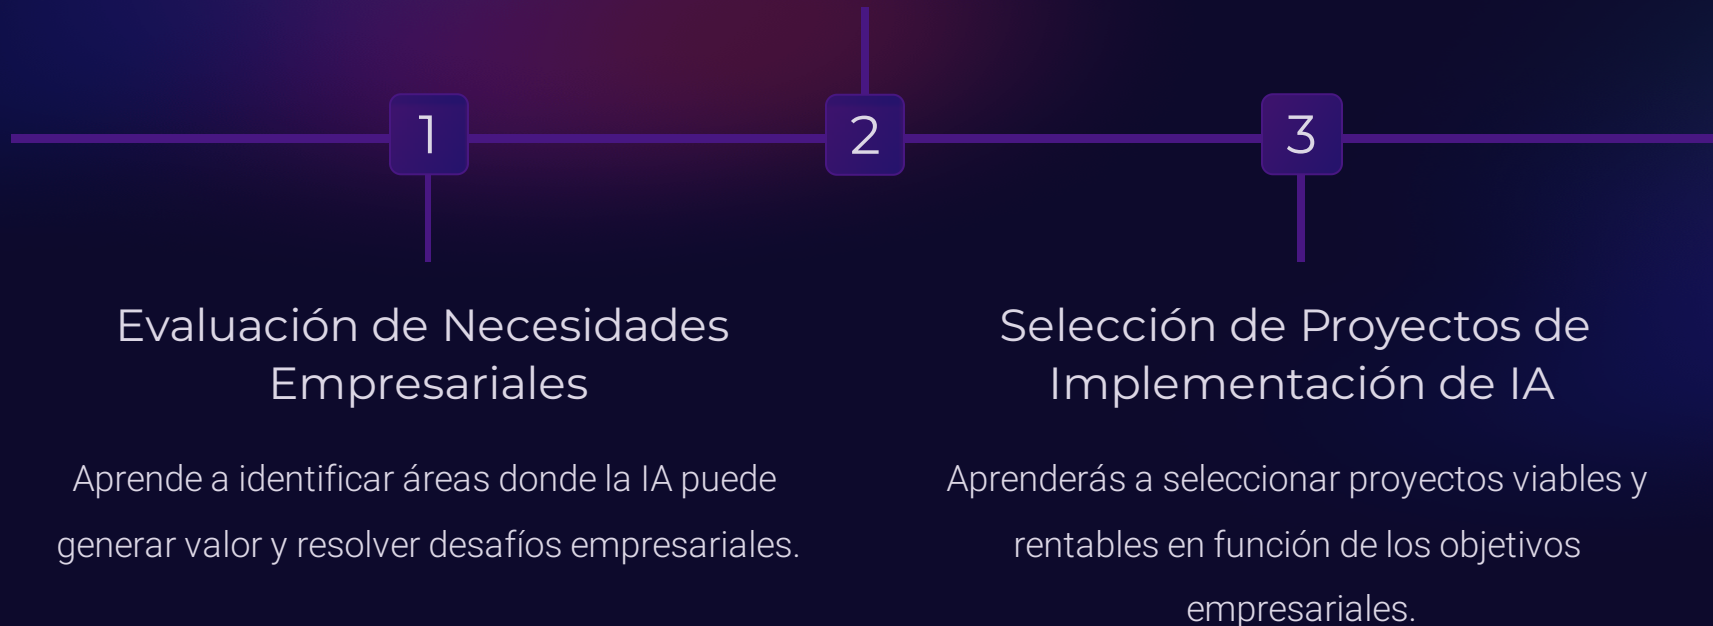 1
2
3
Evaluación de Necesidades
Empresariales
Aprende a identificar áreas donde la IA puede
generar valor y resolver desafíos empresariales.
Selección de Proyectos de
Implementación de IA
Aprenderás a seleccionar proyectos viables y
rentables en función de los objetivos
empresariales.